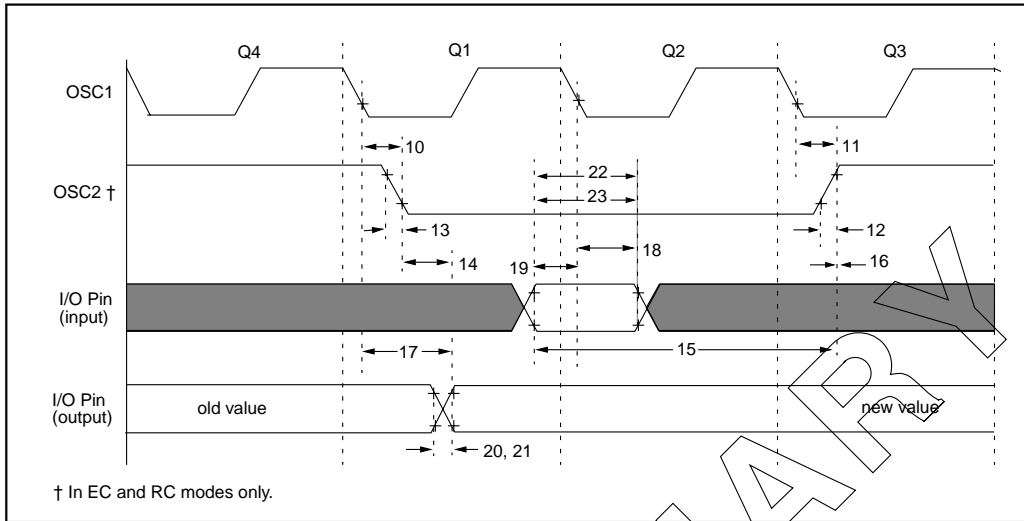 Q4 Q1 Q2 Q3
OSC1
10
11
22
OSC2 †
23
13
12
18
14
19
16
I/O Pin
(input)
17
15
I/O Pin
(output)
old value
new value
20, 21
† In EC and RC modes only.
ARY